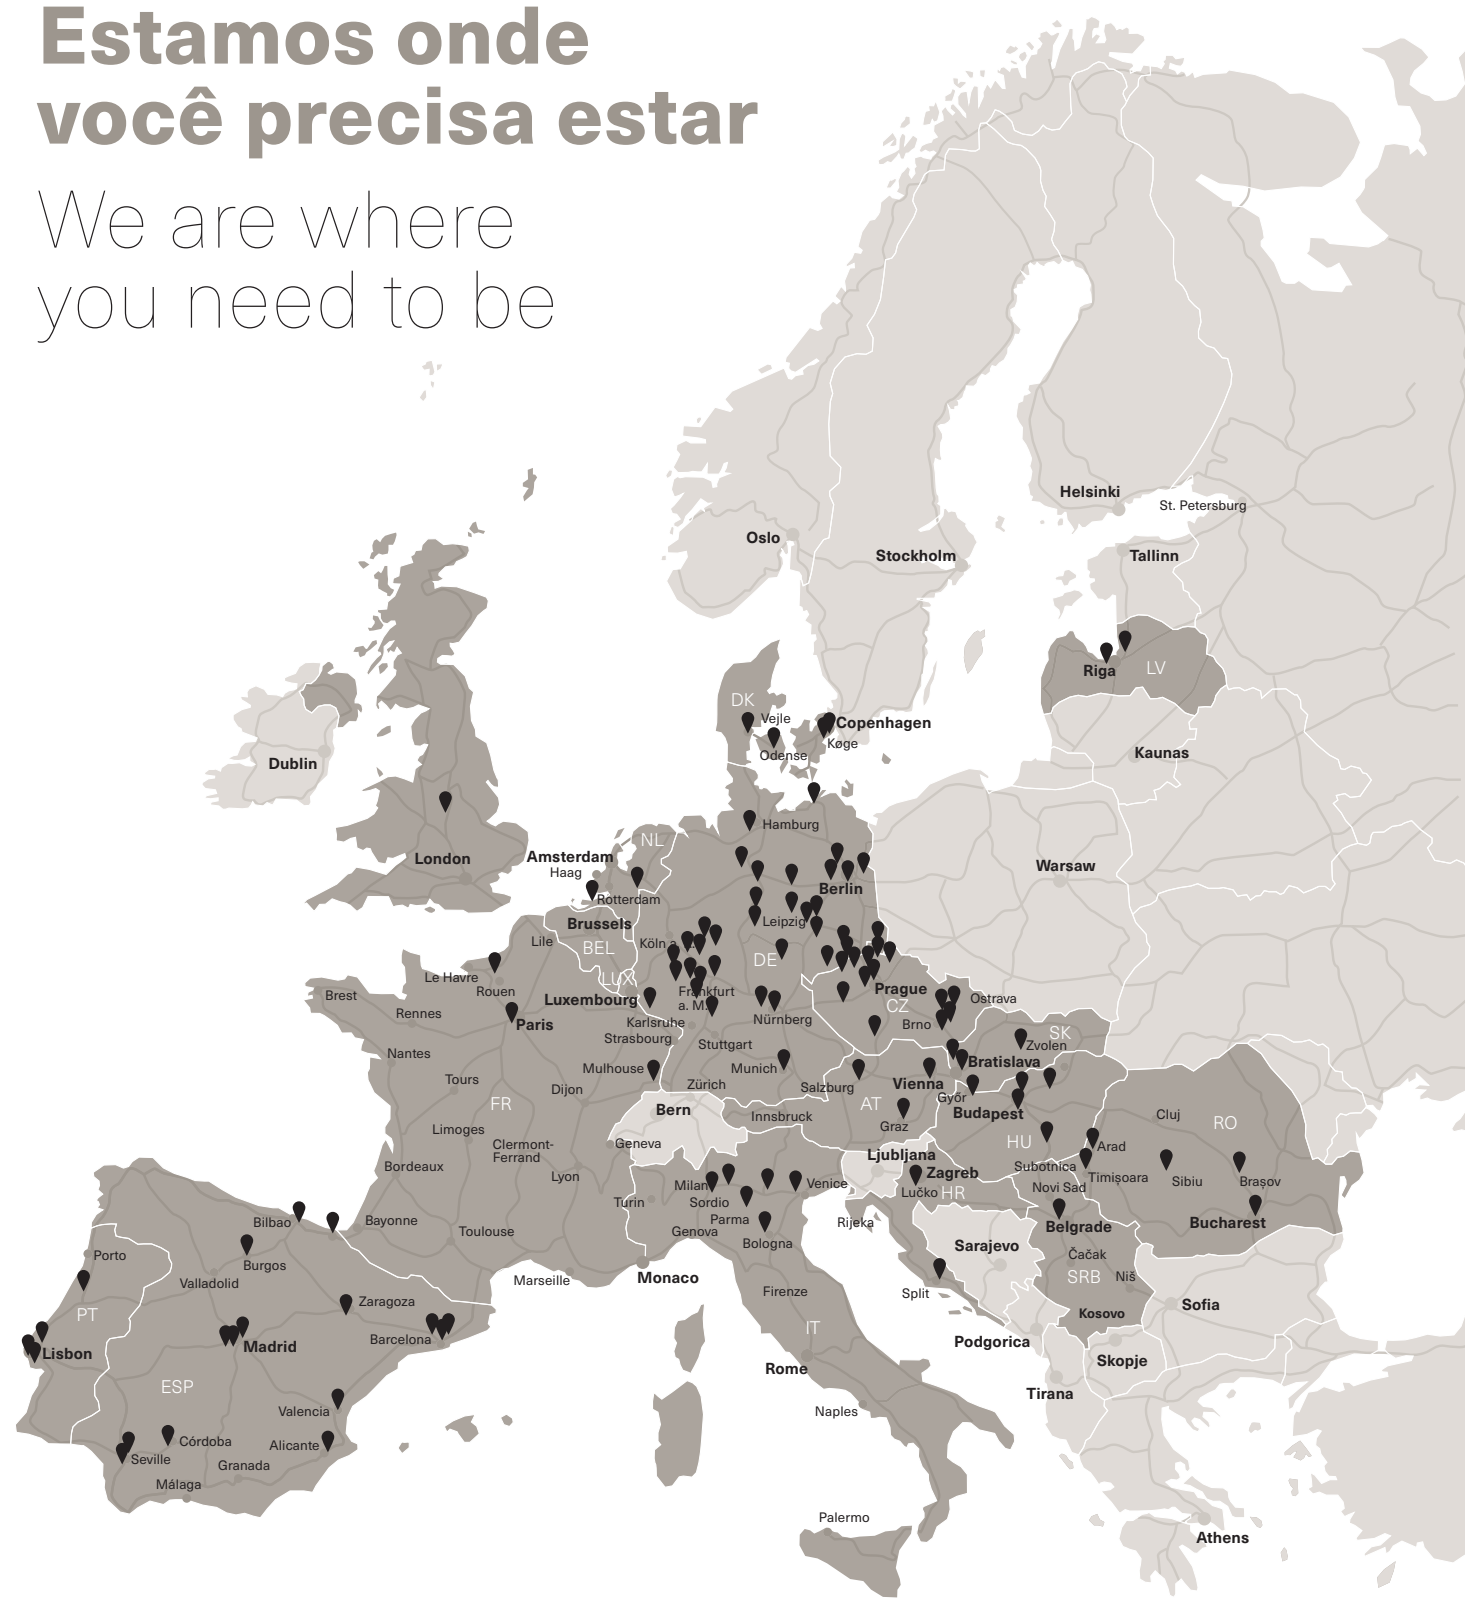 Estamos onde
você precisa estar
We are where
you need to be
Helsinki
St. Petersburg
Oslo
Stockholm
Tallinn
Riga
LV
DK
Vejle
Copenhagen
Køge
Odense
Kaunas
Dublin
Hamburg
NL
London
Amsterdam
Haag
Rotterdam
Berlin
Warsaw
Brussels
Leipzig
Lile
BEL
Köln
DE
Le Havre
LUX
Rouen
Luxembourg
Frankfurt
a. M.
Prague
CZ
Ostrava
Brest
Rennes
Paris
Karlsruhe
Nürnberg
Brno
SK
Strasbourg
Stuttgart
Zvolen
Nantes
Mulhouse
Munich
Bratislava
Tours
Dijon
Zürich
Salzburg
Vienna
Győr
FR
Bern
Innsbruck
AT
Budapest
Cluj
RO
Limoges
Graz
Clermont-
Ferrand
Geneva
HU
Arad
Bordeaux
Lyon
Ljubljana
Subotnica
Timișoara
Sibiu
Brașov
Milan
Venice
Zagreb
Lučko
HR
Novi Sad
Turin
Sordio
Bilbao
Bayonne
Toulouse
Genova
Parma
Rijeka
Belgrade
Bucharest
Bologna
Sarajevo
Čačak
Porto
Burgos
Valladolid
Marseille
Monaco
SRB
Niš
Zaragoza
Firenze
Split
Sofia
PT
Kosovo
IT
Barcelona
Podgorica
Lisbon
Madrid
Rome
Skopje
ESP
Tirana
Valencia
Naples
Córdoba
Alicante
Seville
Granada
Málaga
Palermo
Athens